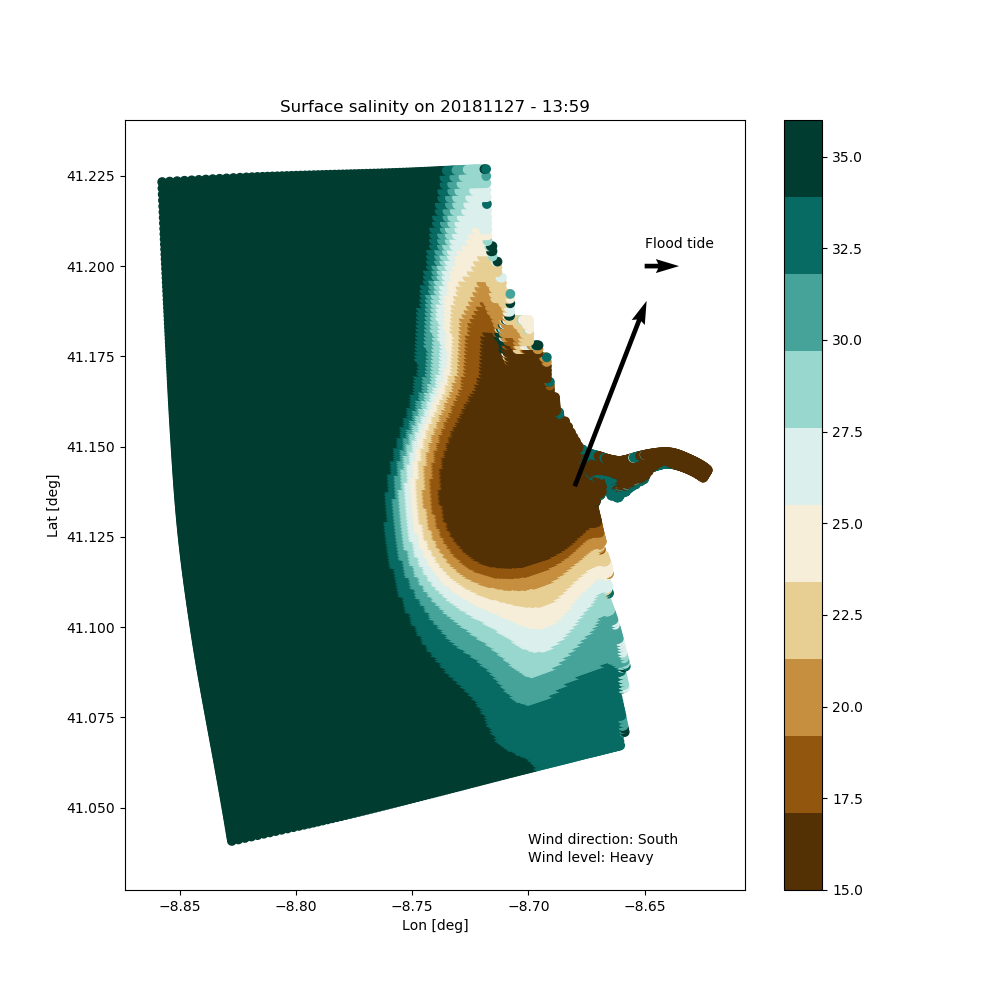 Surface salinity on 20181127 - 13:59
Lat [deg]
41.225
41.200
41.175
41.150
41.125
41.100
41.075
41.050
Flood tide
Wind direction: South
Wind level: Heavy
−8.85 −8.80 −8.75 −8.70 −8.65
Lon [deg]
35.0
32.5
30.0
27.5
25.0
22.5
20.0
17.5
15.0